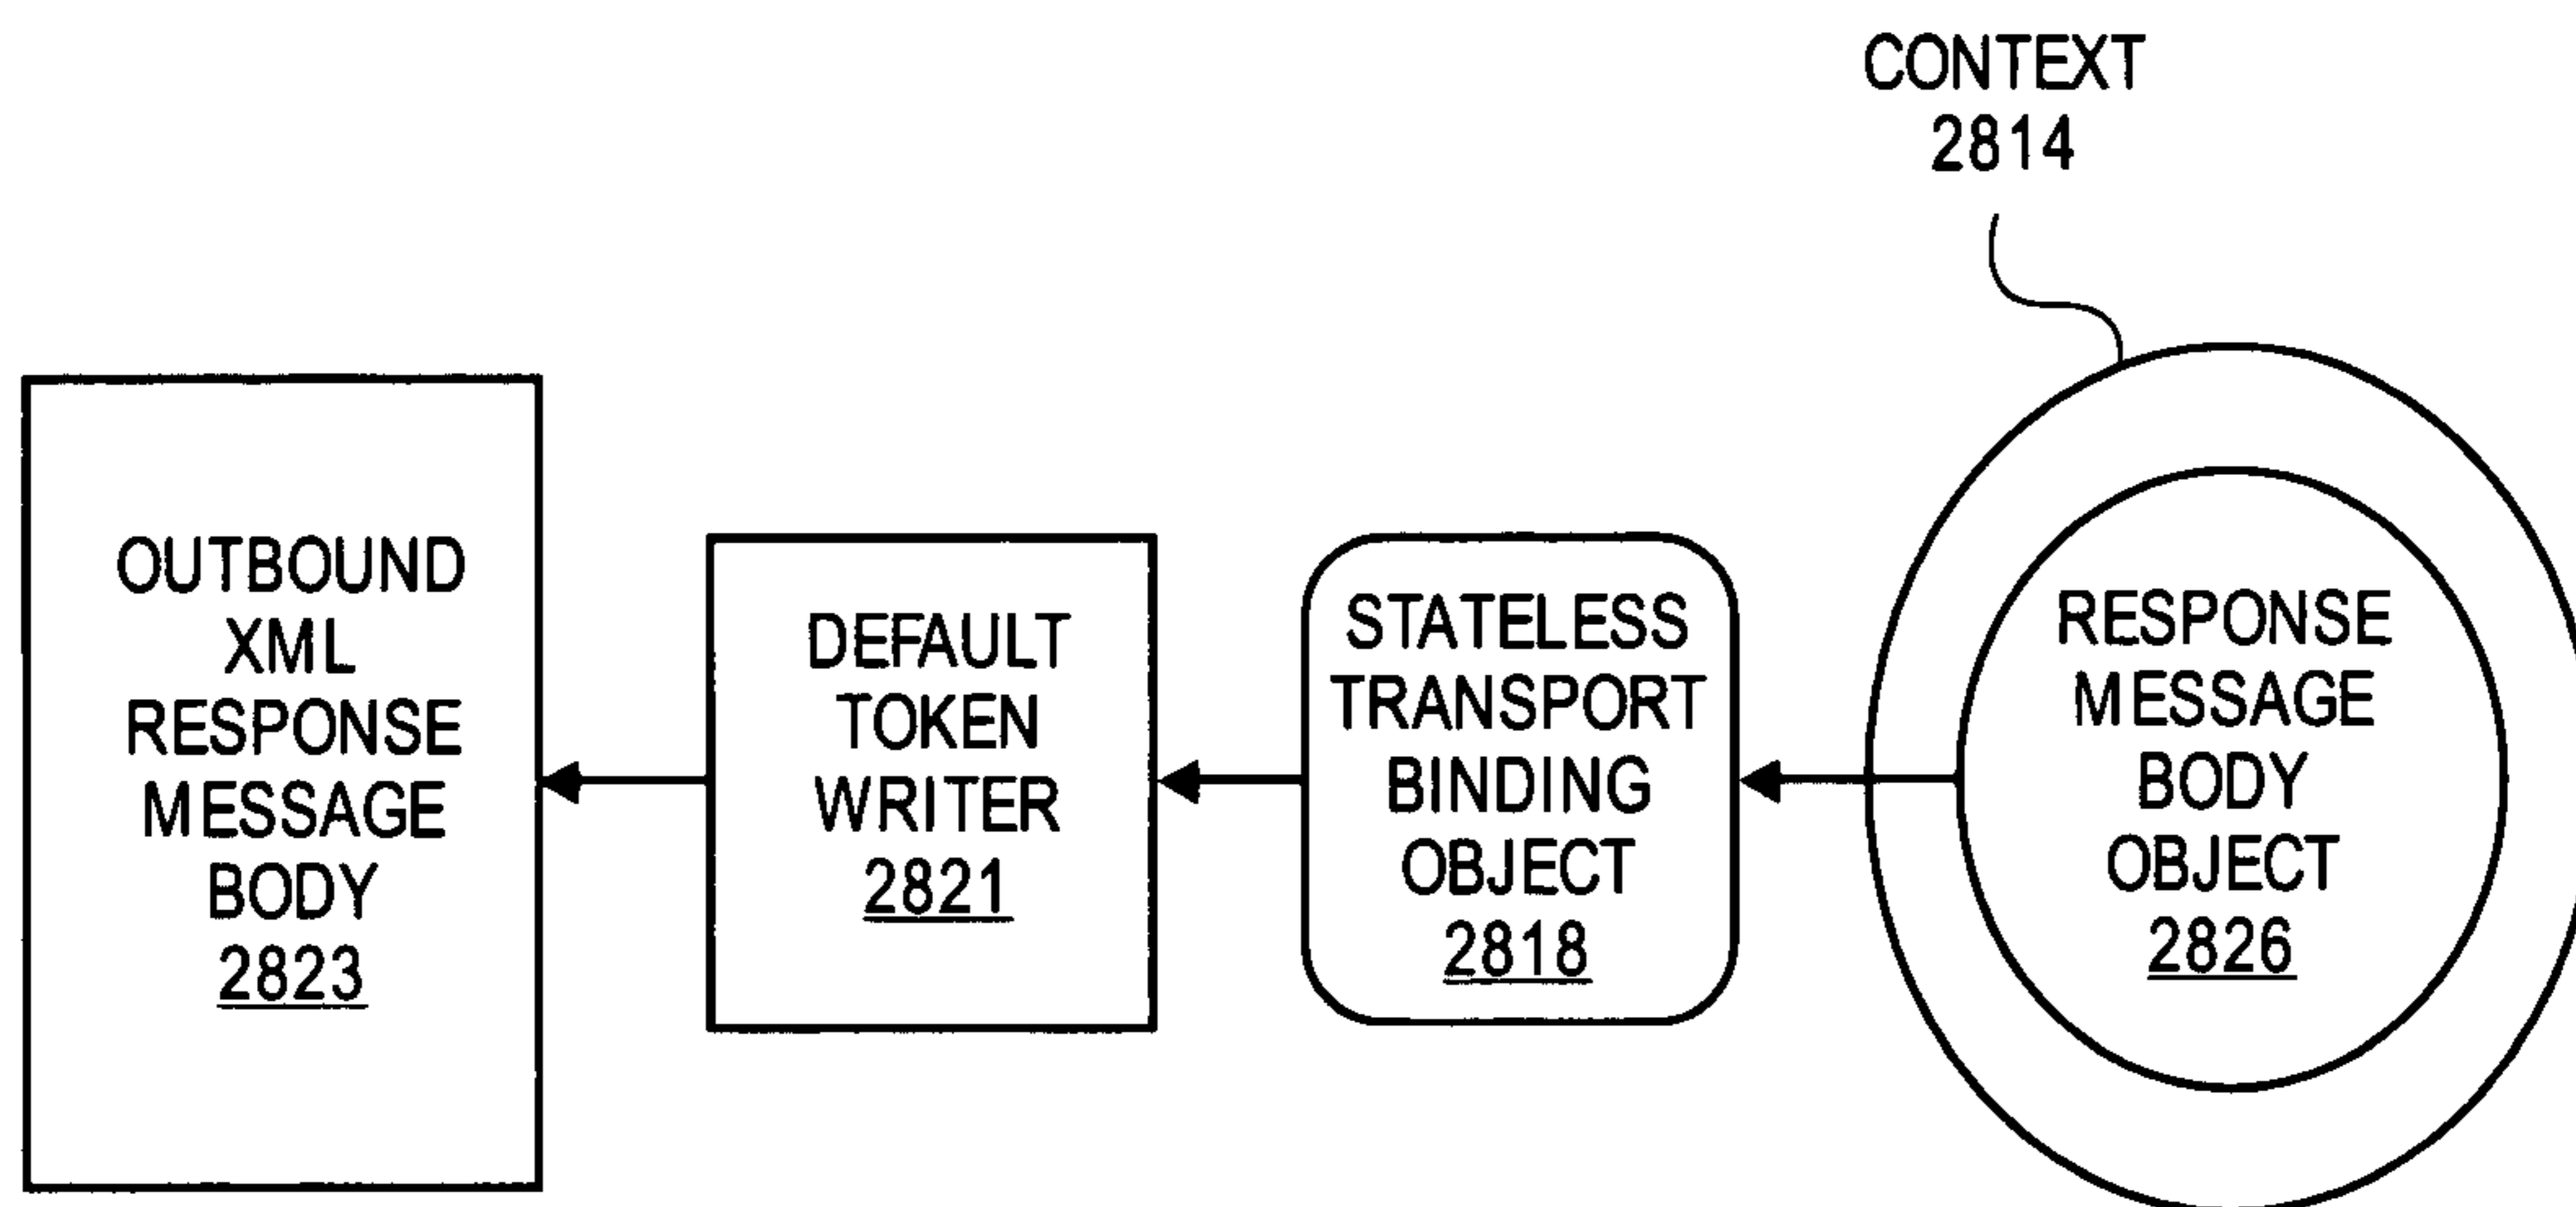 CONTEXT
2814
OUTBOUND
XML
RESPONSE
MESSAGE
BODY
2823
DEFAULT
TOKEN
WRITER
2821
STATELESS
TRANSPORT
BINDING
OBJECT
2818
RESPONSE
MESSAGE
BODY
OBJECT
2826